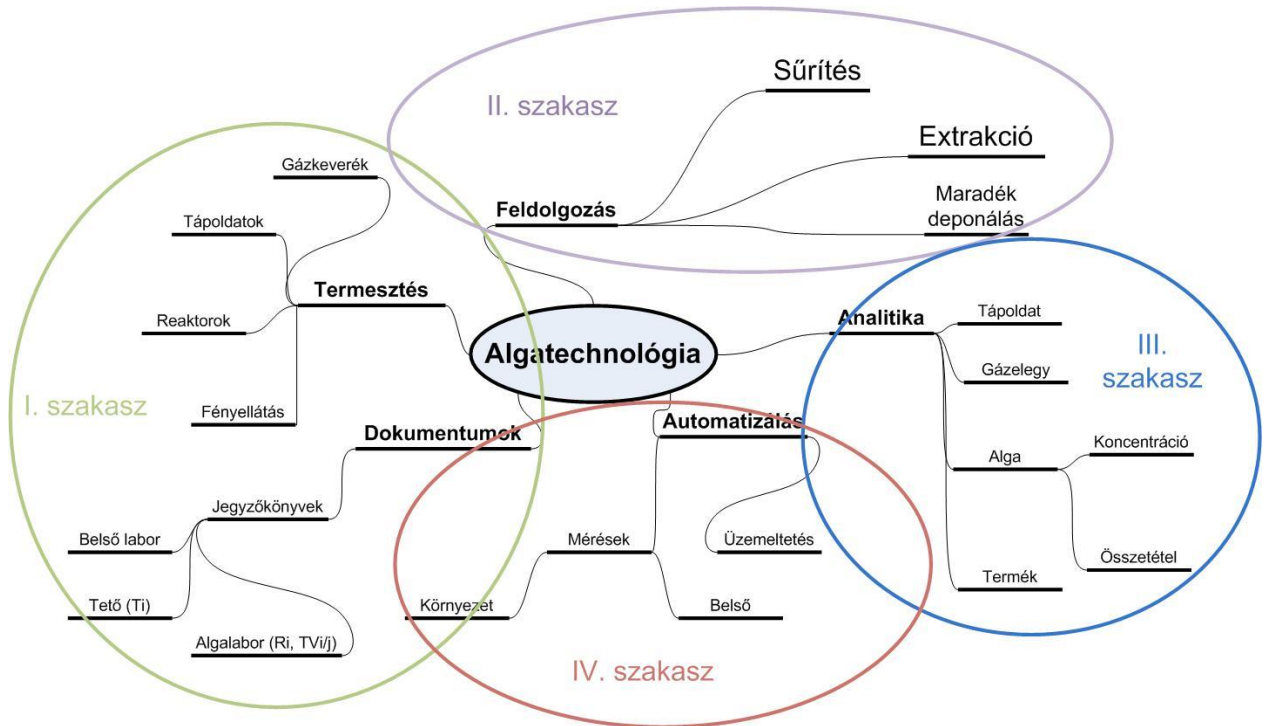 Sűrítés
II. szakasz
Extrakció
Gázkeverék
Maradék
deponálás
Feldolgozás
Tápoldatok
Termesztés
Reaktorok
Algatechnológia
Analitika
Tápoldat
III.
szakasz
Gázelegy
I. szakasz
Fényellátás
Dokumentumok
Automatizálás
Alga
Koncentráció
Jegyzőkönyvek
Belső labor
Mérések
Üzemeltetés
Összetétel
Termék
Tető (Ti)
Környezet
Belső
Algalabor (Ri, TVi/j)
IV. szakasz